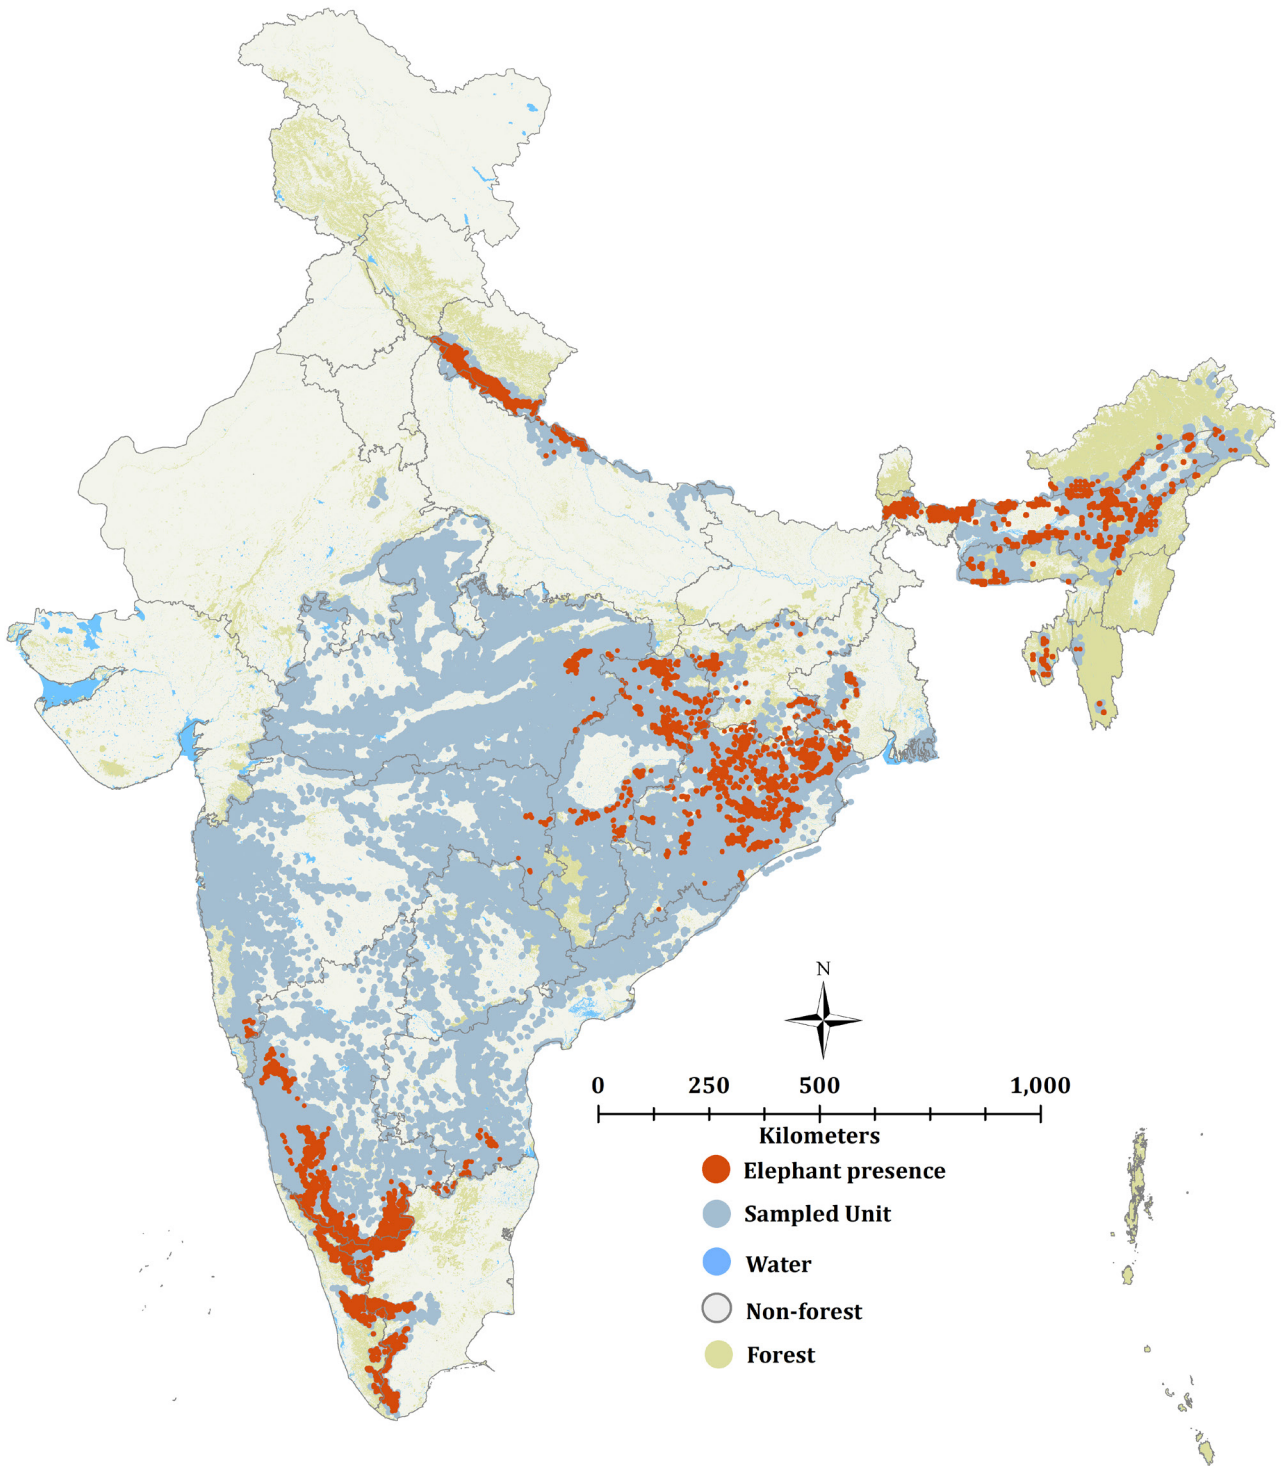 N
0 250 500 1,000
Kilometers
Elephant presence
Sampled Unit
Water
Non-forest
Forest